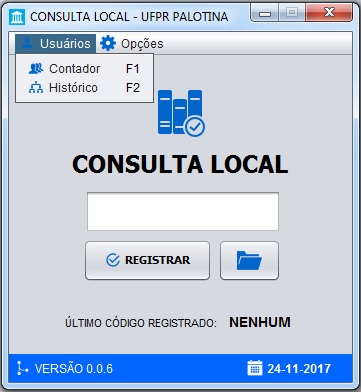 CONSULTA LOCAL - UFPR PALOTINA
Usuários Opções
Contador F1
Histórico F2
CONSULTA LOCAL
REGISTRAR
ÚLTIMO CÓDIGO REGISTRADO: NENHUM
VERSÃO 0.0.6 24-11-2017